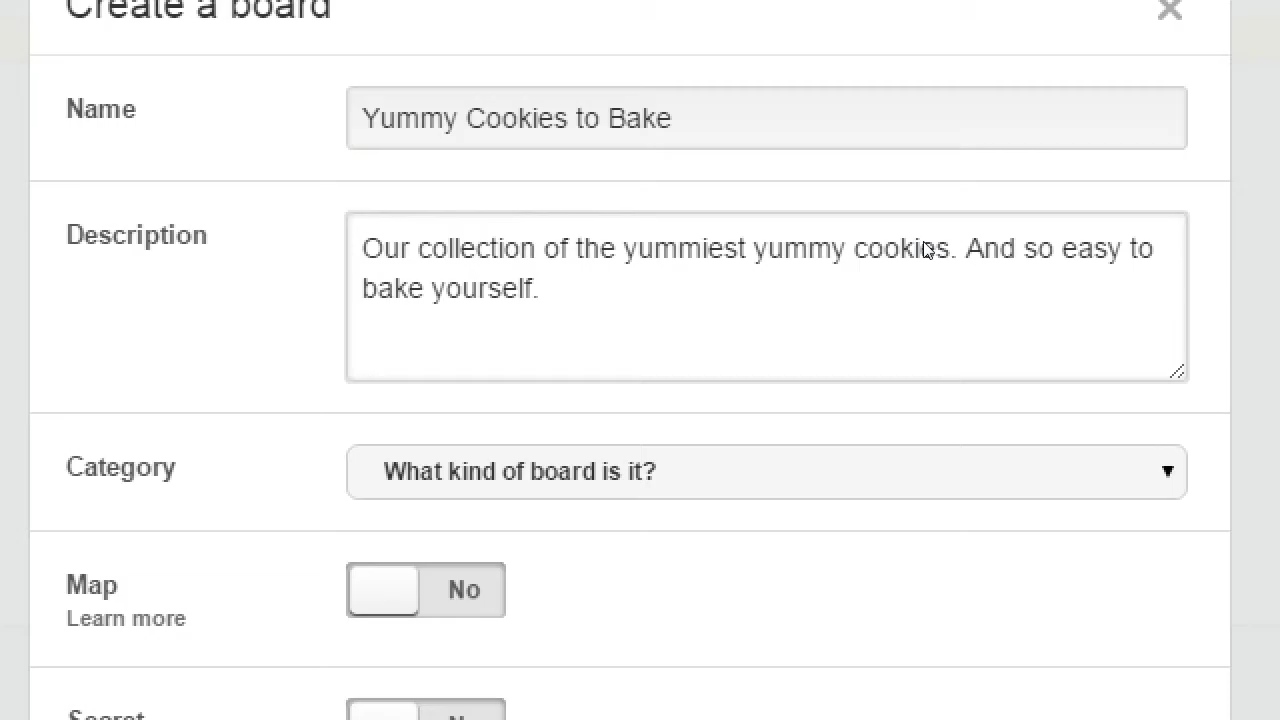 Create a board
Name
Yummy Cookies to Bake
Description
Our collection of the yummiest yummy cookies. And so easy to
bake yourself.
Category
What kind of board is it?
Map
No
Learn more
Secret
No